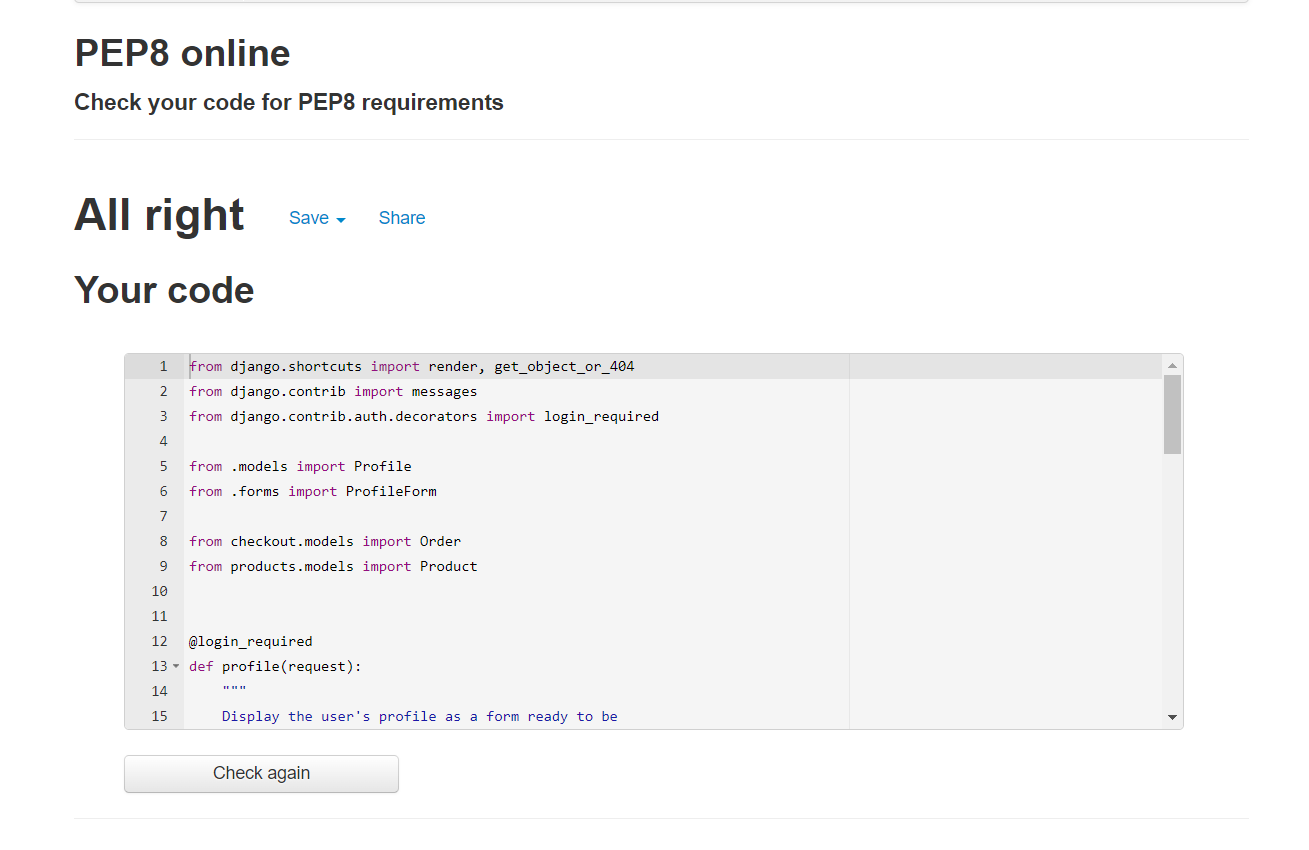 PEP8 online
Check your code for PEP8 requirements
All right Save Share
Your code
1 from django.shortcuts import render, get_object_or_404
2 from django.contrib import messages
3 from django.contrib.auth.decorators import login_required
4
5 from .models import Profile
6 from .forms import ProfileForm
7
8 from checkout.models import Order
9 from products.models import Product
10
11
12 @login_required
13 def profile(request):
14     """
15     Display the user's profile as a form ready to be
Check again